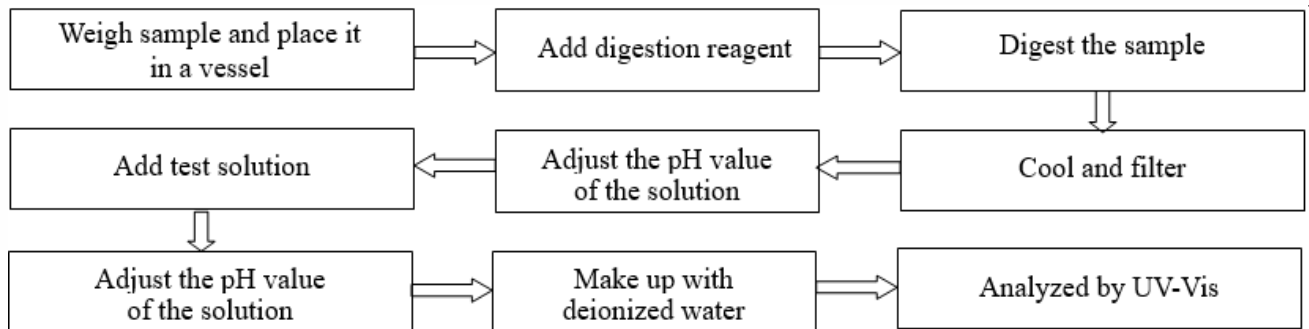 Weigh sample and place it
in a vessel
Add digestion reagent
Digest the sample
Cool and filter
Adjust the pH value
of the solution
Add test solution
Adjust the pH value
of the solution
Make up with
deionized water
Analyzed by UV-Vis